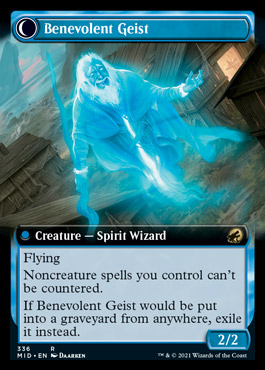 Benevolent Geist
Creature — Spirit Wizard
Flying
Noncreature spells you control can't
be countered.
If Benevolent Geist would be put
into a graveyard from anywhere, exile
it instead.
2/2
336 R
MID • EN DAARKEN
™ & © 2021 Wizards of the Coast